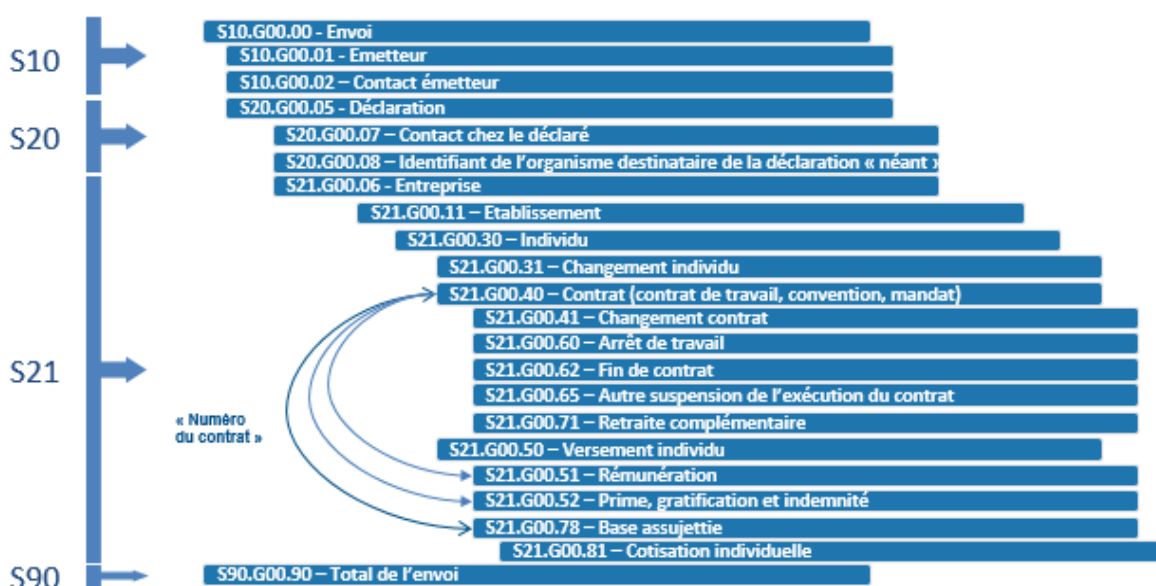 S10
S10.G00.00 - Envoi
S10.G00.01 - Emetteur
S10.G00.02 – Contact émetteur
S20
S20.G00.05 - Déclaration
S20.G00.07 – Contact chez le déclaré
S20.G00.08 – Identifiant de l'organisme destinataire de la déclaration « néant »
S21
S21.G00.06 - Entreprise
S21.G00.11 – Etablissement
S21.G00.30 – Individu
S21.G00.31 – Changement individu
S21.G00.40 – Contrat (contrat de travail, convention, mandat)
S21.G00.41 – Changement contrat
S21.G00.60 – Arrêt de travail
S21.G00.62 – Fin de contrat
S21.G00.65 – Autre suspension de l'exécution du contrat
S21.G00.71 – Retraite complémentaire
« Numéro
du contrat »
S21.G00.50 – Versement individu
S21.G00.51 – Rémunération
S21.G00.52 – Prime, gratification et indemnité
S21.G00.78 – Base assujettie
S21.G00.81 – Cotisation individuelle
S90
S90.G00.90 – Total de l'envoi